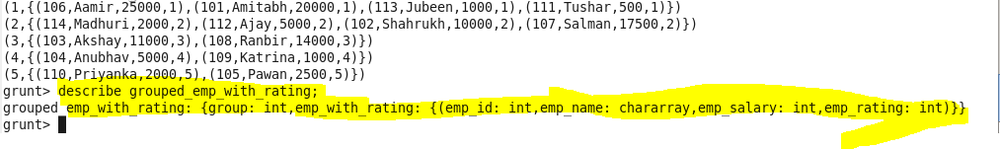 (1,{(106,Aamir,25000,1),(101,Amitabh,20000,1),(113,Jubeen,1000,1),(111,Tushar,500,1)})
(2,{(114,Madhuri,2000,2),(112,Ajay,5000,2),(102,Shahrukh,10000,2),(107,Salman,17500,2)})
(3,{(103,Akshay,11000,3),(108,Ranbir,14000,3)})
(4,{(104,Anubhav,5000,4),(109,Katrina,1000,4)})
(5,{(110,Priyanka,2000,5),(105,Pawan,2500,5)})
grunt> describe grouped_emp_with_rating;
grouped_emp_with_rating: {group: int,emp_with_rating: {(emp_id: int,emp_name: chararray,emp_salary: int,emp_rating: int)}}
grunt>